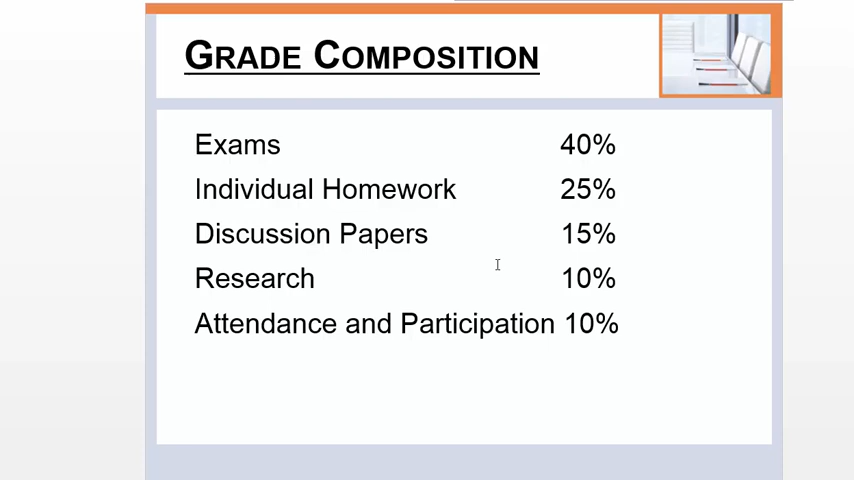 GRADE COMPOSITION
Exams 40%
Individual Homework 25%
Discussion Papers 15%
Research 10%
Attendance and Participation 10%